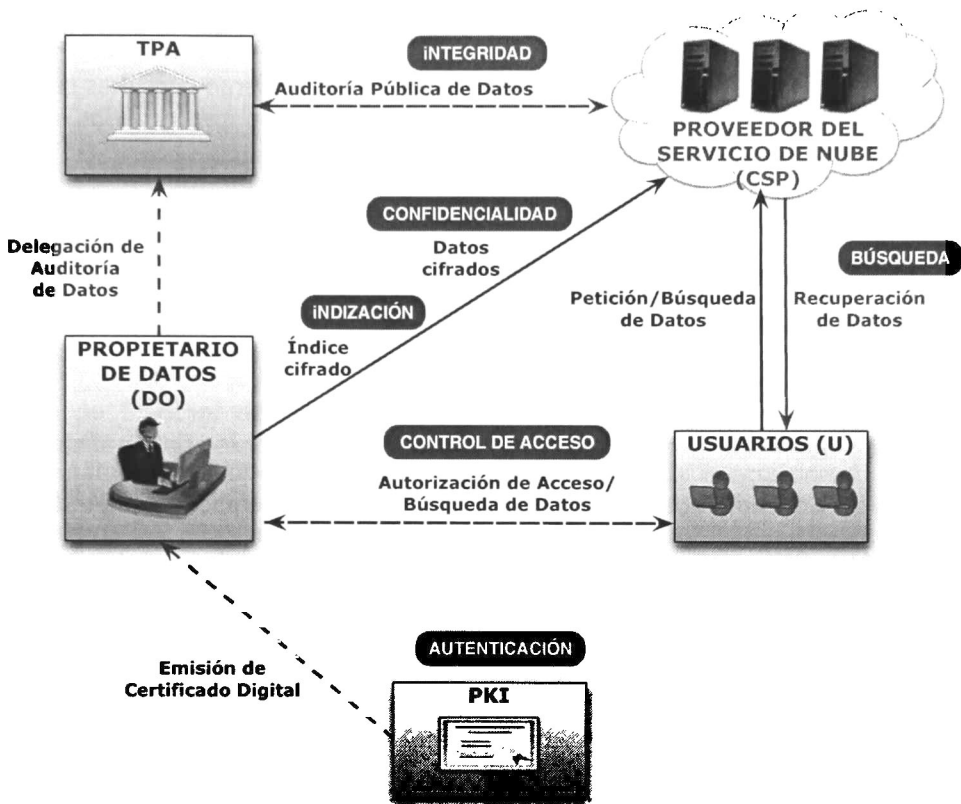 TPA
iNTEGRIDAD
Auditoría Pública de Datos
PROVEEDOR DEL
SERVICIO DE NUBE
(CSP)
CONFIDENCIALIDAD
Datos
cifrados
Delegación de
Auditoría
de Datos
BÚSQUEDA
Petición/Búsqueda
de Datos
Recuperación
de Datos
iNDIZACIÓN
Índice
cifrado
PROPIETARIO
DE DATOS
(DO)
CONTROL DE ACCESO
Autorización de Acceso/
Búsqueda de Datos
USUARIOS (U)
AUTENTICACIÓN
Emisión de
Certificado Digital
PKI